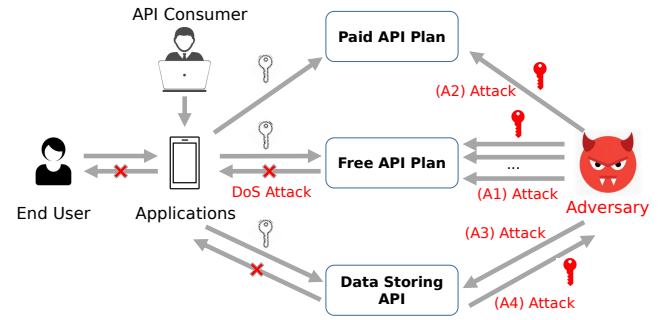 API Consumer
Paid API Plan
(A2) Attack
Free API Plan
...
DoS Attack
(A1) Attack
End User
Applications
Adversary
(A3) Attack
Data Storing
API
(A4) Attack